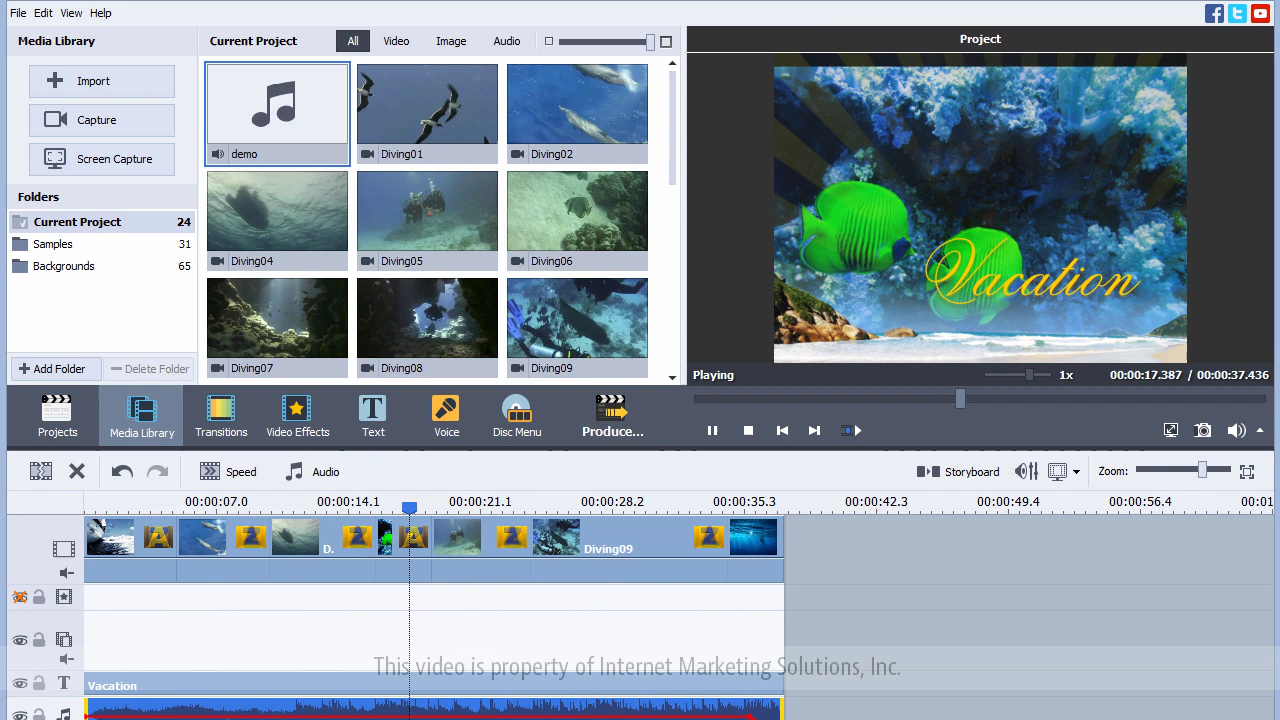 File Edit View Help
Media Library
Current Project
All
Video
Image
Audio
Project
Import
Capture
Screen Capture
demo
Diving01
Diving02
Folders
Current Project 24
Samples 31
Backgrounds 65
Diving04
Diving05
Diving06
Vacation
Add Folder
Delete Folder
Diving07
Diving08
Diving09
Playing
1x
00:00:17.387 / 00:00:37.436
Projects
Media Library
Transitions
Video Effects
Text
Voice
Disc Menu
Produce...
Speed
Audio
Storyboard
Zoom:
00:00:07.0
00:00:14.1
00:00:21.1
00:00:28.2
00:00:35.3
00:00:42.3
00:00:49.4
00:00:56.4
00:01
D.
Diving09
This video is property of Internet Marketing Solutions, Inc.
Vacation